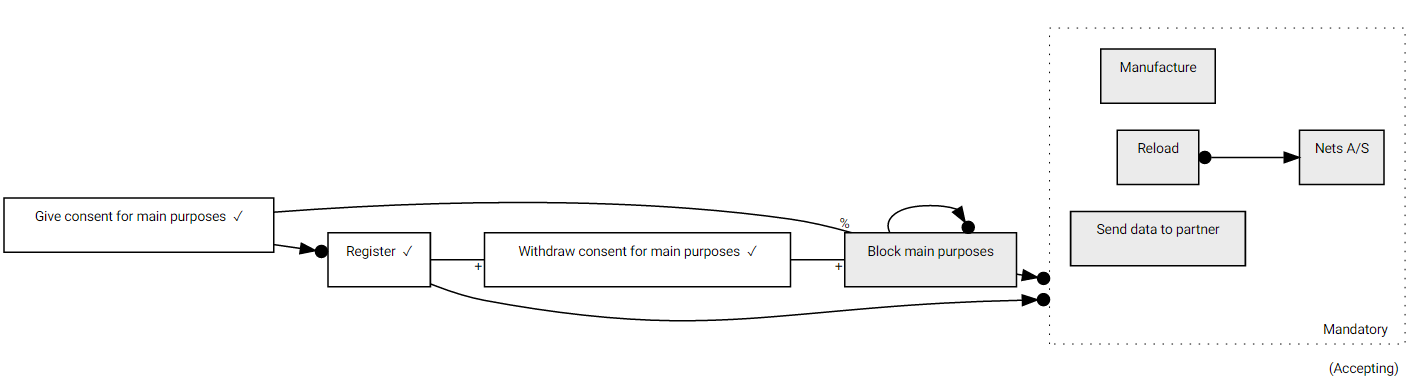 Manufacture
Reload
Nets A/S
Give consent for main purposes ✓
%
Send data to partner
Register ✓
+
Withdraw consent for main purposes ✓
+
Block main purposes
Mandatory
(Accepting)